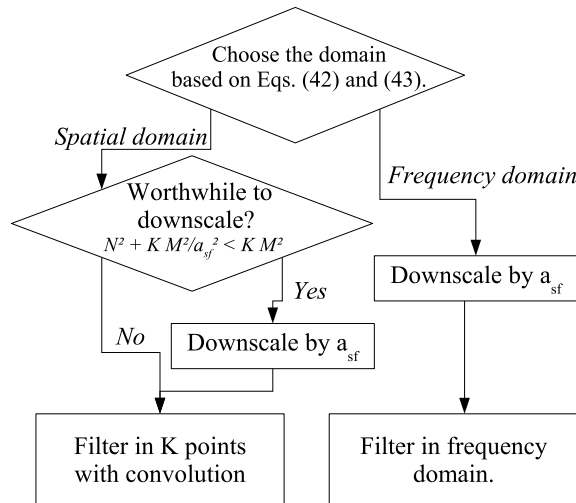 Choose the domain
based on Eqs. (42) and (43).
Spatial domain
Frequency domain
Worthwhile to
downscale?
N² + K M²/a_sf² < K M²
Downscale by a_sf
Yes
No
Downscale by a_sf
Filter in K points
with convolution
Filter in frequency
domain.